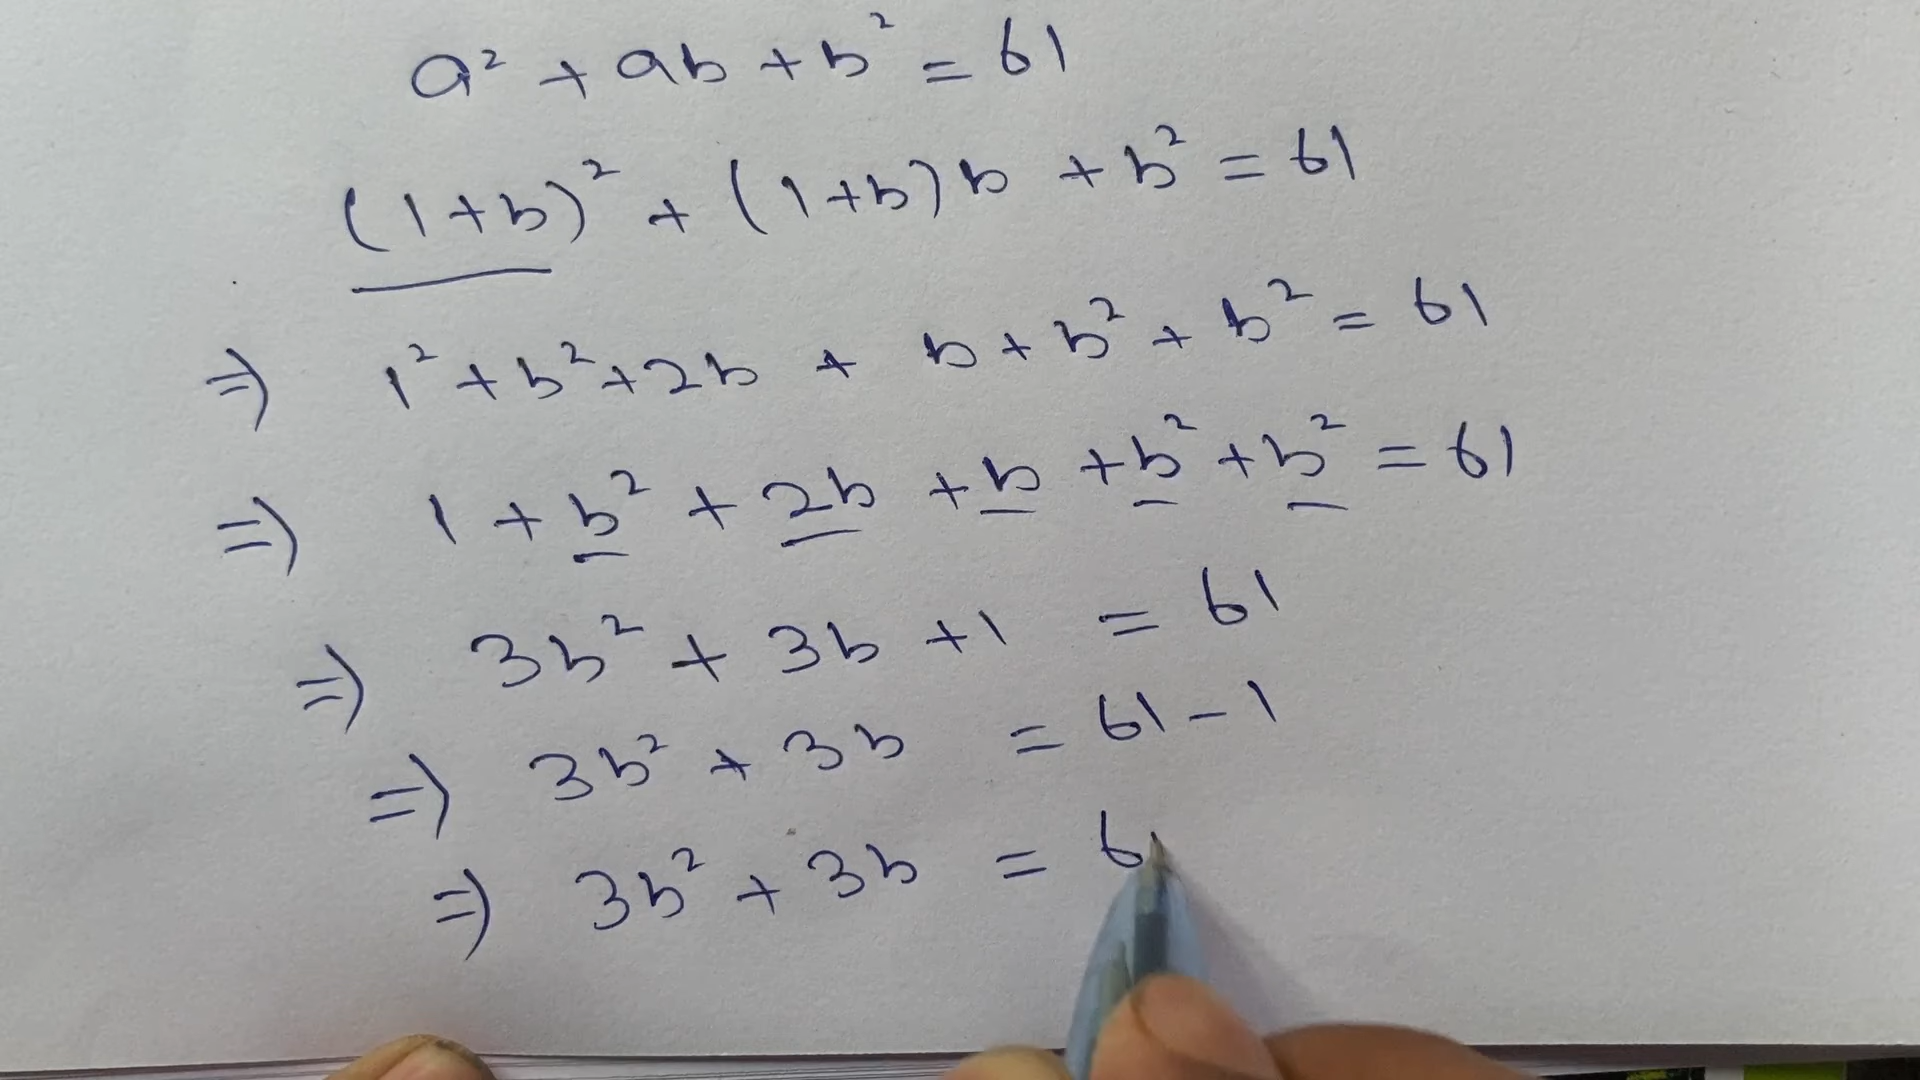 a² + ab + b² = 61
(1+b)² + (1+b)b + b² = 61
⇒) 1² + b² + 2b + b + b² + b² = 61
⇒) 1 + b² + 2b + b + b² + b² = 61
⇒) 3b² + 3b + 1 = 61
⇒) 3b² + 3b = 61 - 1
⇒) 3b² + 3b = 6